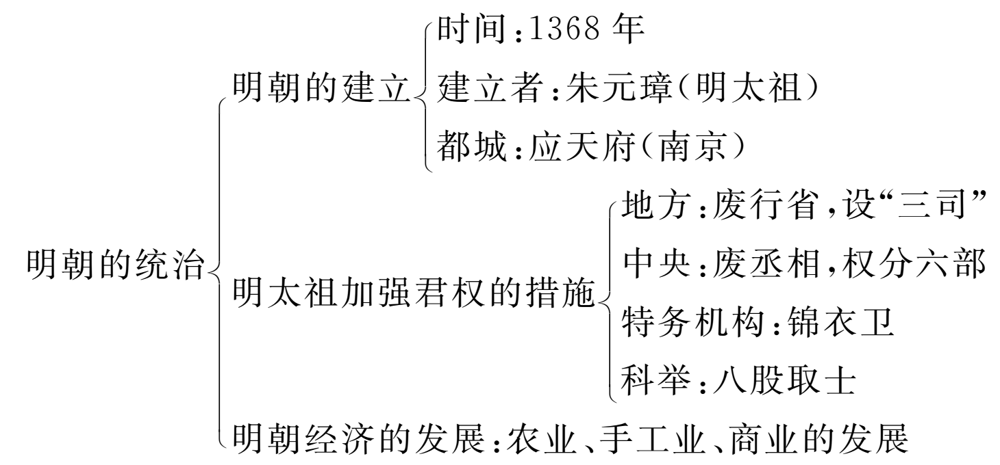 明朝的统治
明朝的建立
时间:1368 年
建立者:朱元璋(明太祖)
都城:应天府(南京)
明太祖加强君权的措施
地方:废行省,设“三司”
中央:废丞相,权分六部
特务机构:锦衣卫
科举:八股取士
明朝经济的发展:农业、手工业、商业的发展